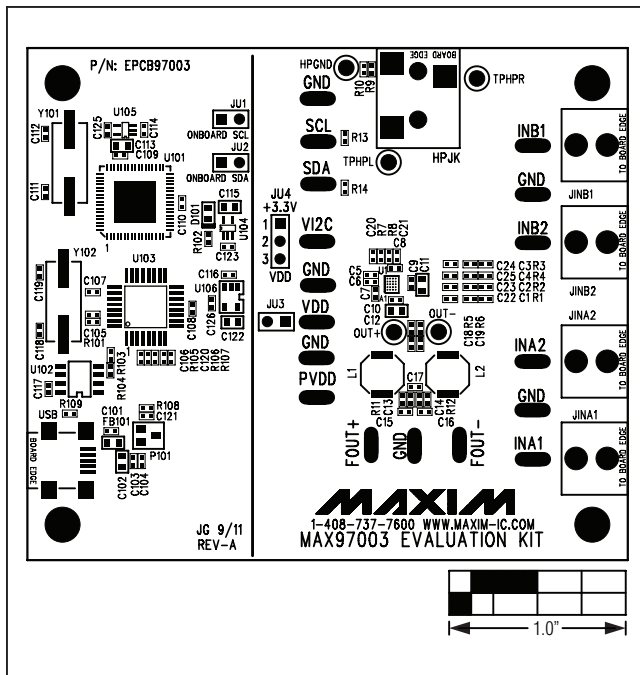 P/N: EPCB97003
Y101
C112
C111
U105
C125
C114
C113
C109
U101
C110
1
JU1
ONBOARD SCL
JU2
ONBOARD SDA
C115
D101
U104
R102
C123
Y102
C119
C118
C107
C105
R101
U103
1
C108
C116
U106
C126
C122
U102
C117
R103
R104
R109
C106
R105
C120
R106
R107
USB
BOARD EDGE
C101
FB101
R108
C121
P101
C102
C103
C104
JG 9/11
REV-A
HPGND
GND
R10
R9
BOARD EDGE
TPHPR
SCL
R13
HPJK
TPHPL
SDA
R14
JU4
+3.3V
1
2
3
VDD
VI2C
GND
JU3
VDD
GND
PVDD
C20
R7
R8
C21
C8
C5
C6
U1
C9
C11
C7
A1
C10
C12
OUT+
OUT-
C24 C3 R3
C25 C4 R4
C23 C2 R2
C22 C1 R1
C18 R5
C19 R6
L1
L2
C17
R11
C13
C14
R12
C15
C16
FOUT+
GND
FOUT-
INB1
GND
JINB1
TO BOARD EDGE
INB2
JINB2
TO BOARD EDGE
JINA2
INA2
TO BOARD EDGE
GND
JINA1
INA1
TO BOARD EDGE
MAXIM
1-408-737-7600 WWW.MAXIM-IC.COM
MAX97003 EVALUATION KIT
1.0"